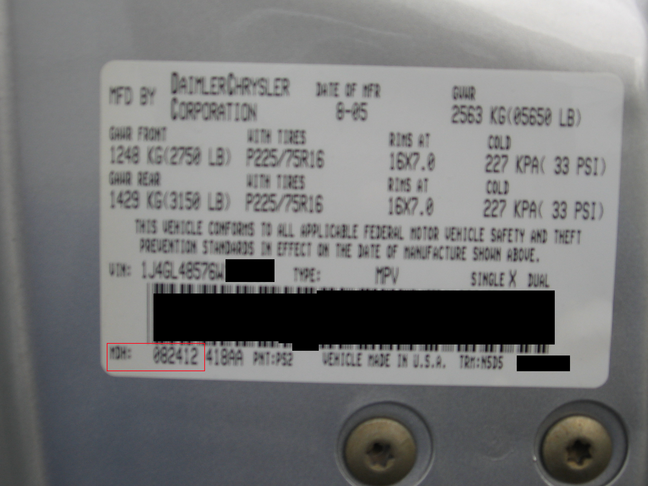 MFD BY DAIMLERCHRYSLER CORPORATION DATE OF MFR 8-05 GVWR 2563 KG(05650 LB)
GAWR FRONT WITH TIRES RIMS AT COLD
1248 KG(2750 LB) P225/75R16 16X7.0 227 KPA( 33 PSI)
GAWR REAR WITH TIRES RIMS AT COLD
1429 KG(3150 LB) P225/75R16 16X7.0 227 KPA( 33 PSI)
THIS VEHICLE CONFORMS TO ALL APPLICABLE FEDERAL MOTOR VEHICLE SAFETY AND THEFT
PREVENTION STANDARDS IN EFFECT ON THE DATE OF MANUFACTURE SHOWN ABOVE.
VIN: 1J4GL48576W TYPE: MPV SINGLE X DUAL
MDH: 082412 418AA PNT:PS2 VEHICLE MADE IN U.S.A. TRM:N5D5